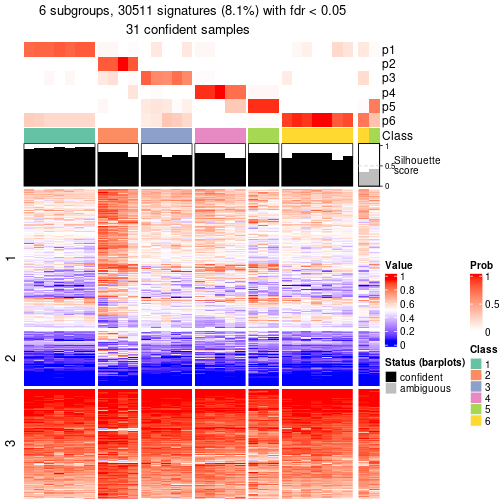 6 subgroups, 30511 signatures (8.1%) with fdr < 0.05
31 confident samples
p1
p2
p3
p4
p5
p6
Class
1
0.5
0
Silhouette
score
1
2
3
Value
1
0.8
0.6
0.4
0.2
0
Status (barplots)
confident
ambiguous
Prob
1
0.5
0
Class
1
2
3
4
5
6